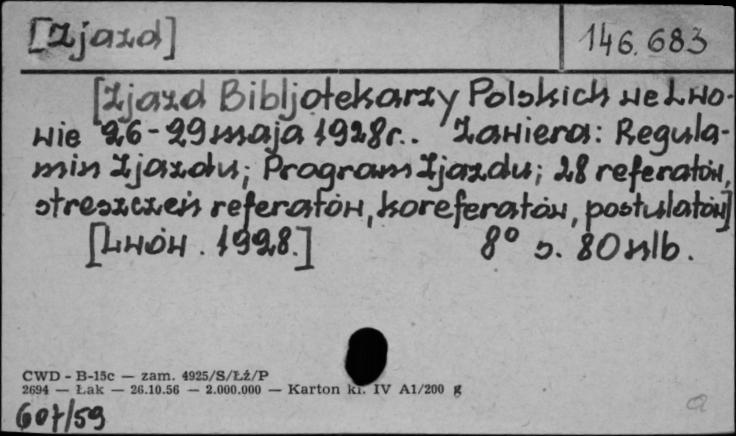 [Zjazd]
146.683
[Zjazd Bibljotekarzy Polskich we Lwo-
wie 26-29 maja 1928r.. Zawiera: Regula-
min Zjazdu; Program Zjazdu; 28 referatów,
streszczeń referatów, koreferatów, postulatów]
[Lwów. 1928.] 8° s. 80 nlb.
CWD - B-15c — zam. 4925/S/Łź/P
2694 — Łak — 26.10.56 — 2.000.000 — Karton kl. IV A1/200 g
607/59
a